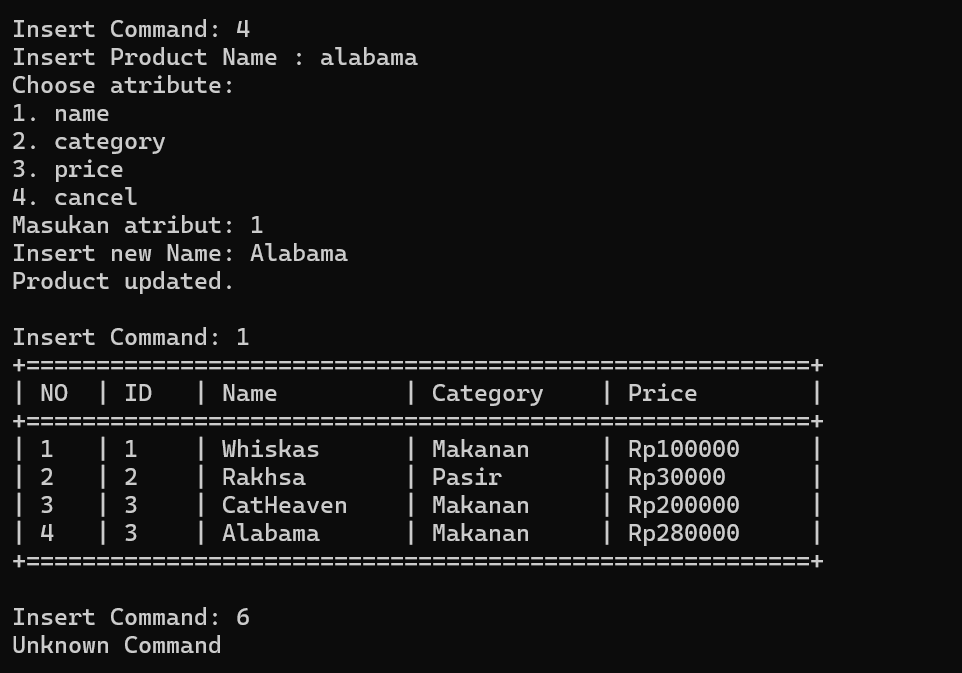 Insert Command: 4
Insert Product Name : alabama
Choose atribute:
1. name
2. category
3. price
4. cancel
Masukan atribut: 1
Insert new Name: Alabama
Product updated.

Insert Command: 1
+========================================================+
| NO  | ID   | Name         | Category    | Price        |
+========================================================+
| 1   | 1    | Whiskas      | Makanan     | Rp100000     |
| 2   | 2    | Rakhsa       | Pasir       | Rp30000      |
| 3   | 3    | CatHeaven    | Makanan     | Rp200000     |
| 4   | 3    | Alabama      | Makanan     | Rp280000     |
+========================================================+

Insert Command: 6
Unknown Command